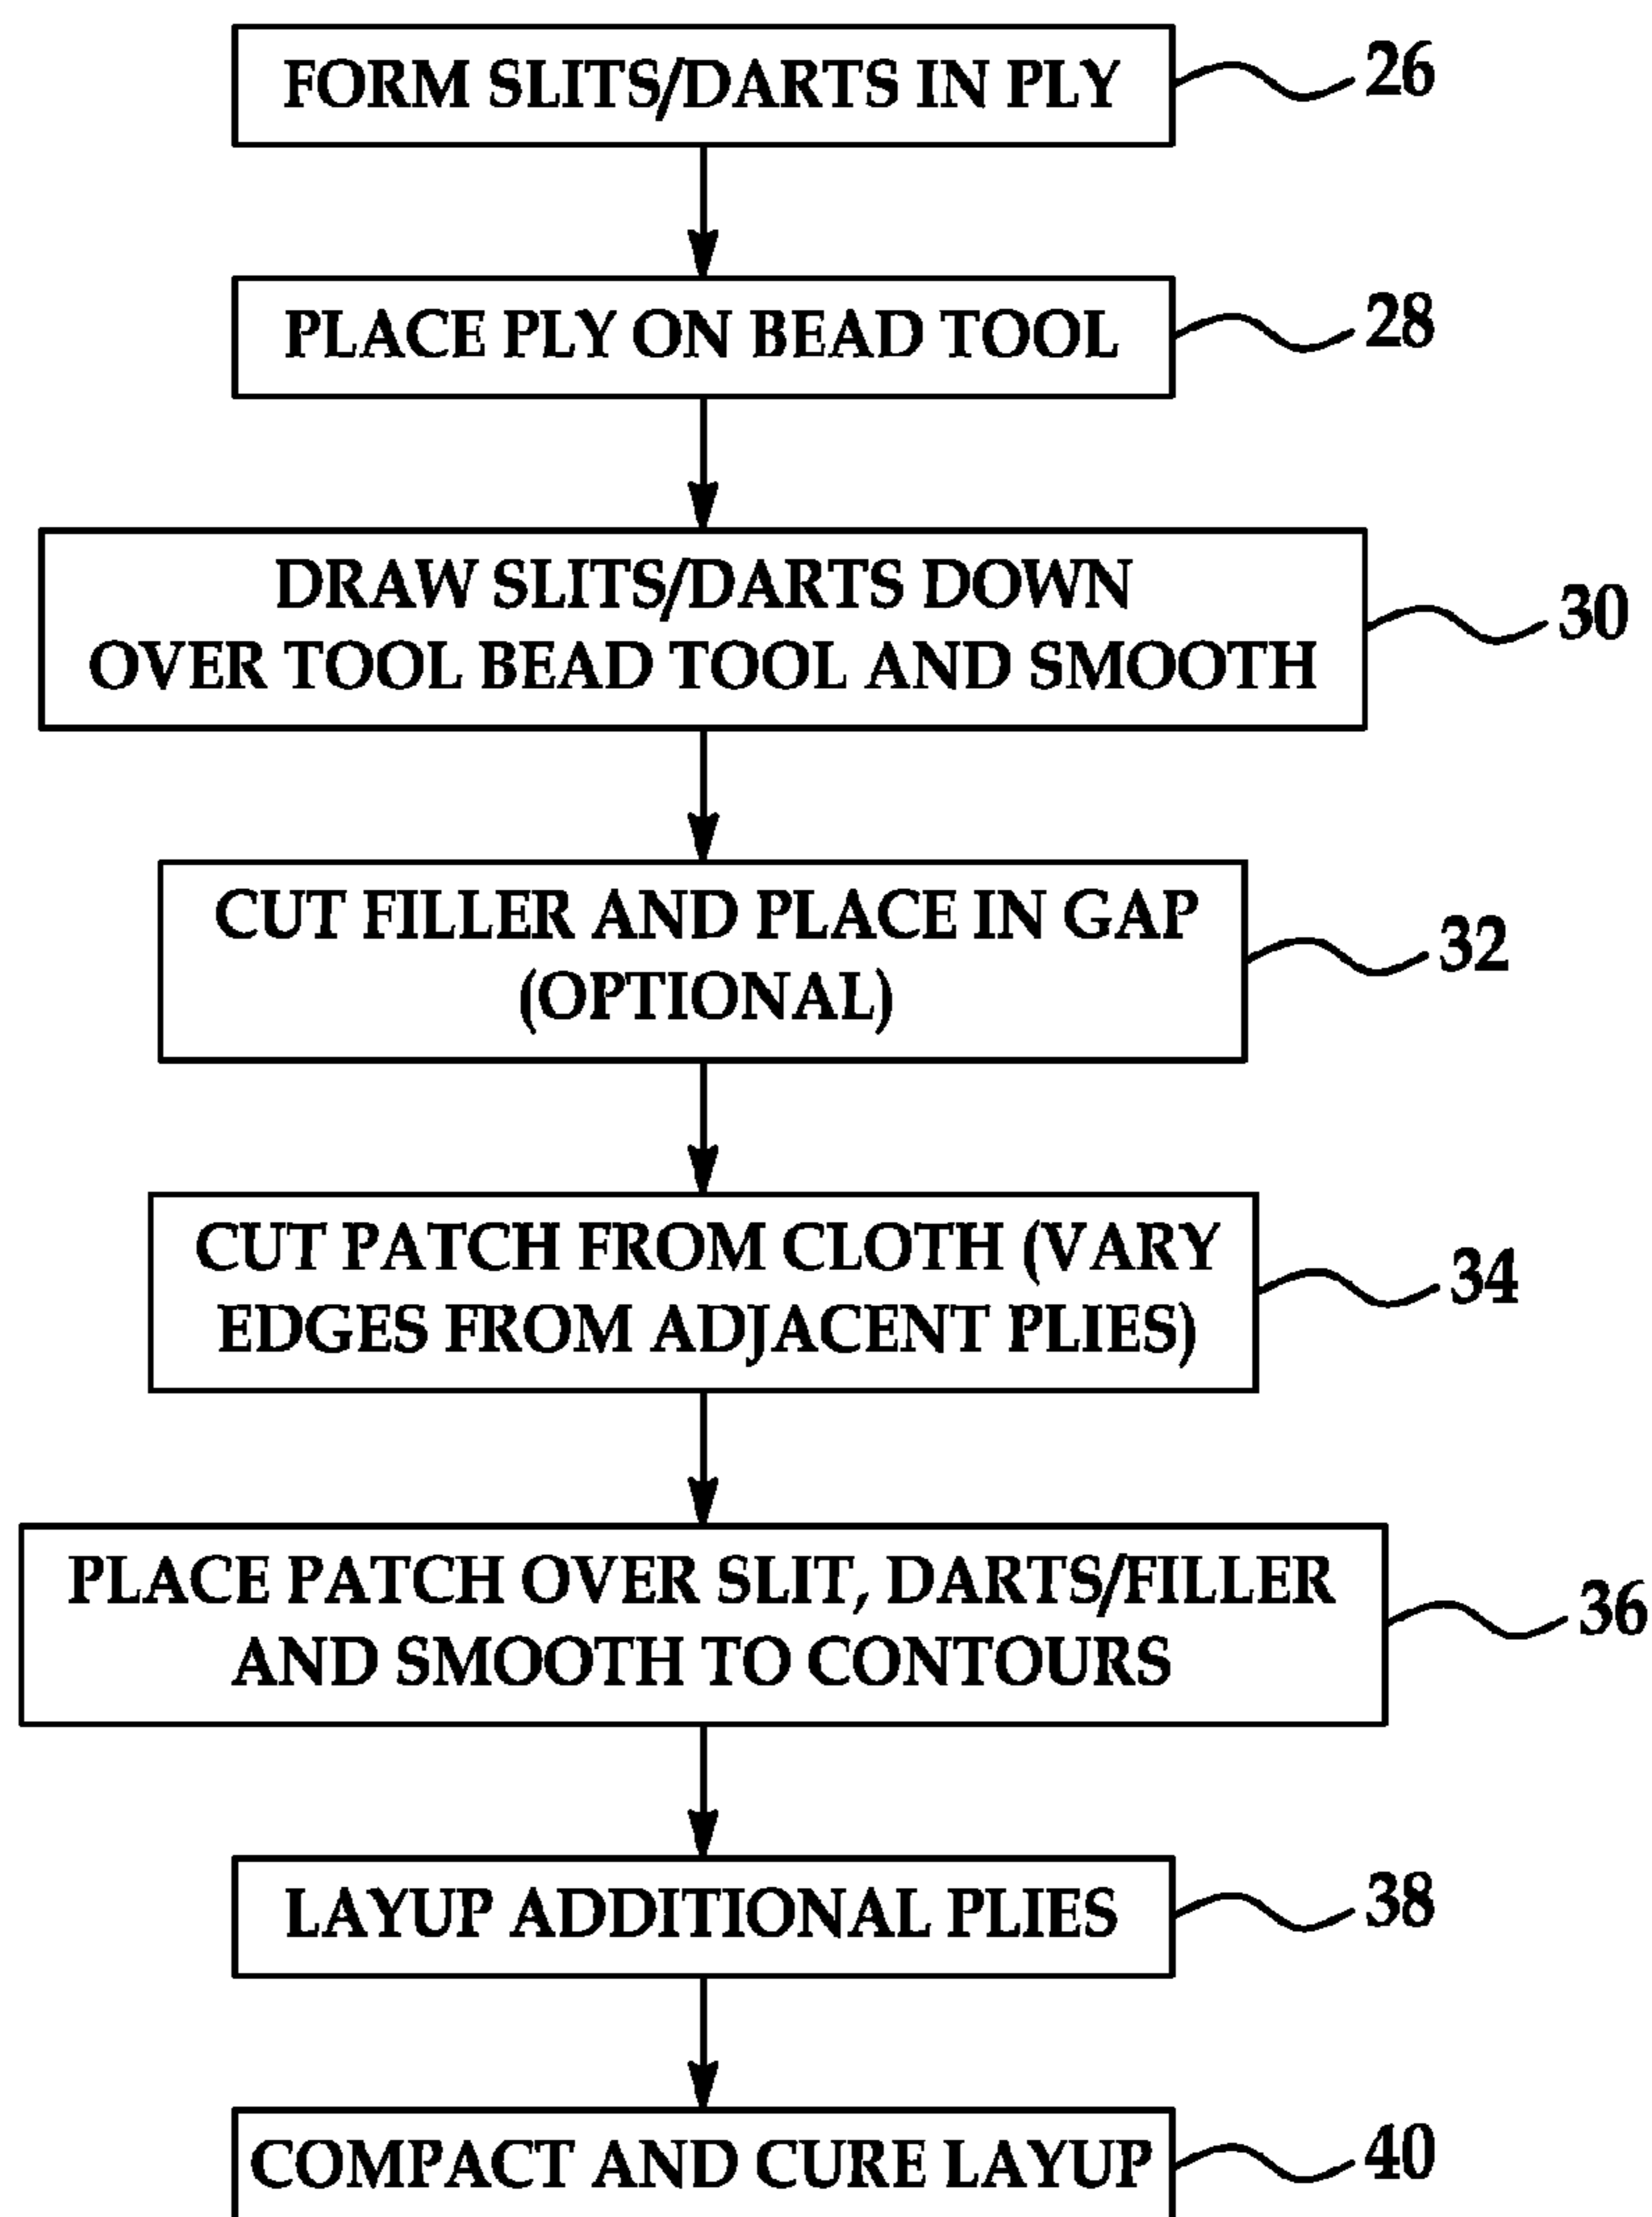 FORM SLITS/DARTS IN PLY
26
PLACE PLY ON BEAD TOOL
28
DRAW SLITS/DARTS DOWN
OVER TOOL BEAD TOOL AND SMOOTH
30
CUT FILLER AND PLACE IN GAP
(OPTIONAL)
32
CUT PATCH FROM CLOTH (VARY
EDGES FROM ADJACENT PLIES)
34
PLACE PATCH OVER SLIT, DARTS/FILLER
AND SMOOTH TO CONTOURS
36
LAYUP ADDITIONAL PLIES
38
COMPACT AND CURE LAYUP
40